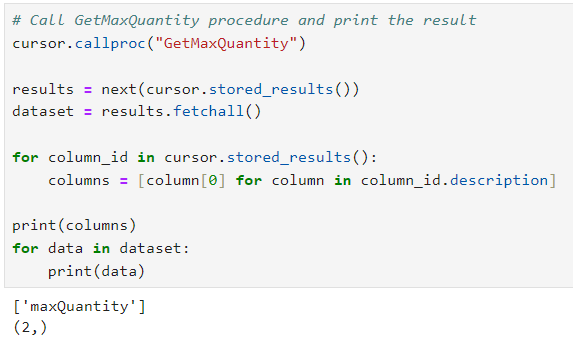 # Call GetMaxQuantity procedure and print the result
cursor.callproc("GetMaxQuantity")
results = next(cursor.stored_results())
dataset = results.fetchall()
for column_id in cursor.stored_results():
    columns = [column[0] for column in column_id.description]
print(columns)
for data in dataset:
    print(data)
['maxQuantity']
(2,)